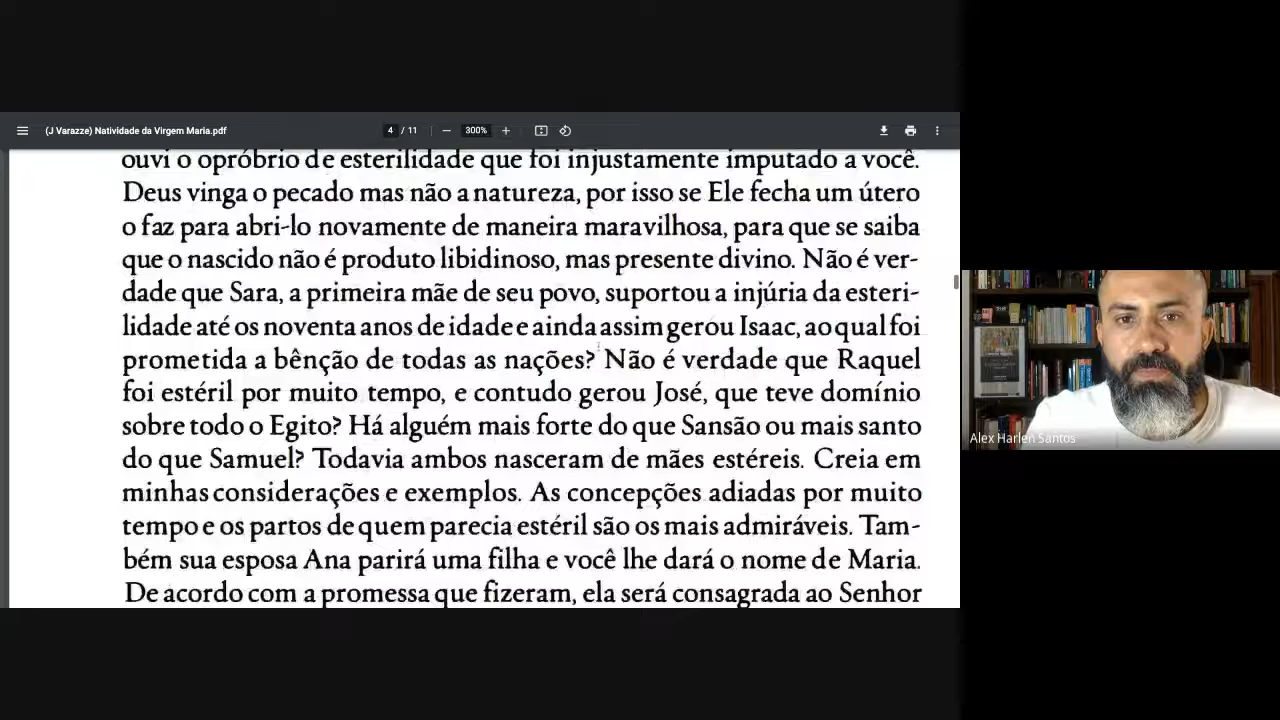 (J Varazze) Natividade da Virgem Maria.pdf
4 / 11
300%
ouvi o opróbrio de esterilidade que foi injustamente imputado a você.
Deus vinga o pecado mas não a natureza, por isso se Ele fecha um útero
o faz para abri-lo novamente de maneira maravilhosa, para que se saiba
que o nascido não é produto libidinoso, mas presente divino. Não é ver-
dade que Sara, a primeira mãe de seu povo, suportou a injúria da esteri-
lidade até os noventa anos de idade e ainda assim gerou Isaac, ao qual foi
prometida a bênção de todas as nações? Não é verdade que Raquel
foi estéril por muito tempo, e contudo gerou José, que teve domínio
sobre todo o Egito? Há alguém mais forte do que Sansão ou mais santo
do que Samuel? Todavia ambos nasceram de mães estéreis. Creia em
minhas considerações e exemplos. As concepções adiadas por muito
tempo e os partos de quem parecia estéril são os mais admiráveis. Tam-
bém sua esposa Ana parirá uma filha e você lhe dará o nome de Maria.
De acordo com a promessa que fizeram, ela será consagrada ao Senhor
Alex Harlen Santos